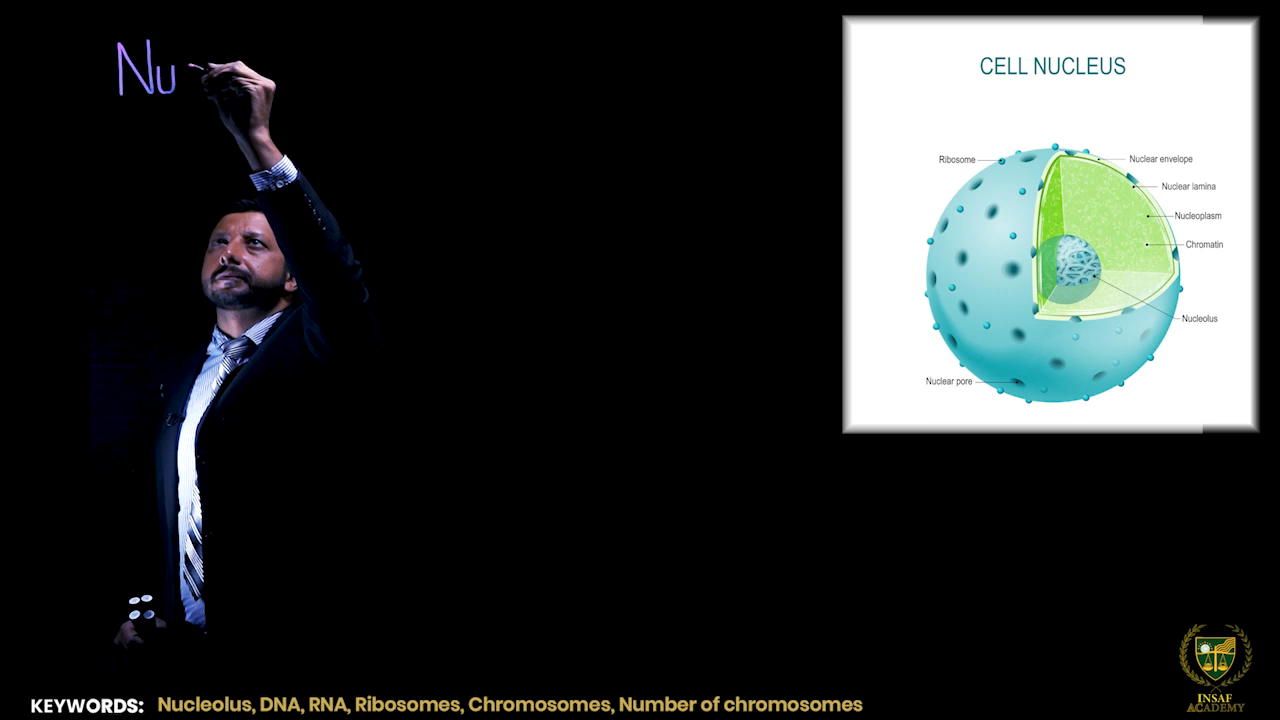 Nu
CELL NUCLEUS
Ribosome
Nuclear envelope
Nuclear lamina
Nucleoplasm
Chromatin
Nucleolus
Nuclear pore
KEYWORDS: Nucleolus, DNA, RNA, Ribosomes, Chromosomes, Number of chromosomes
INSAF
ACADEMY